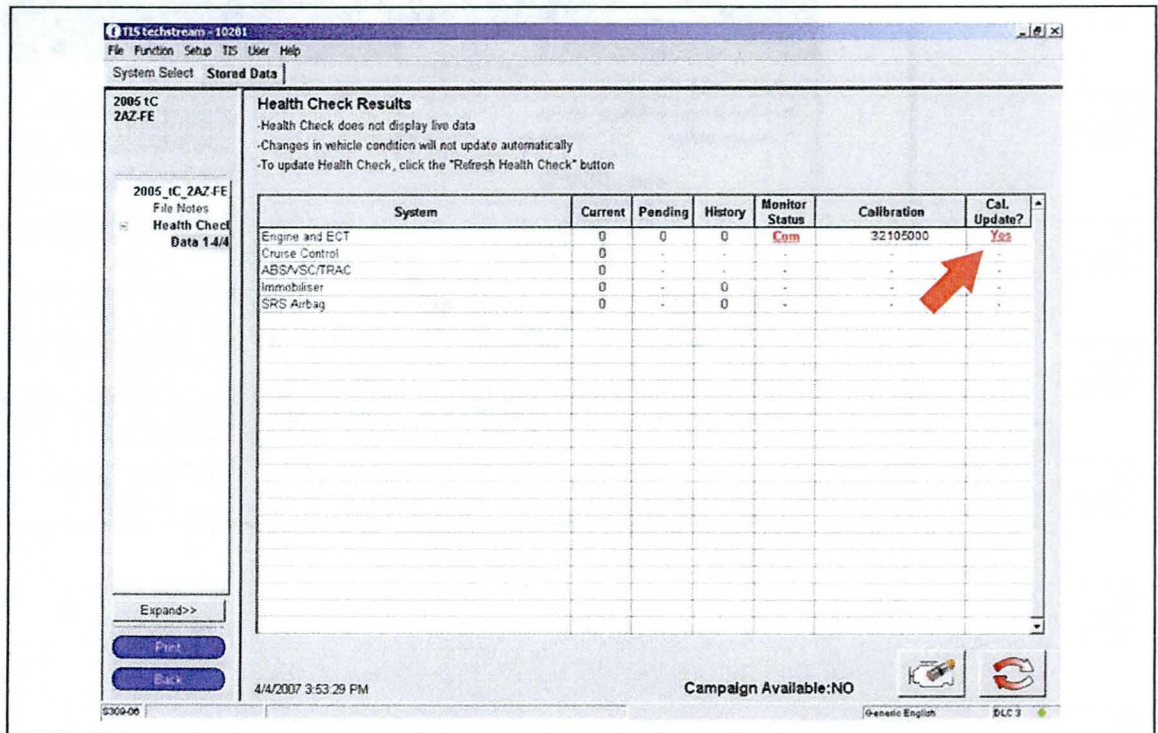 TIS techstream - 10281
File Function Setup TIS User Help
System Select Stored Data
2005 tC
2AZ-FE
2005_tC_2AZ-FE
File Notes
Health Checl
Data 1-4/4
Expand>>
Print
Back
Health Check Results
-Health Check does not display live data
-Changes in vehicle condition will not update automatically
-To update Health Check, click the "Refresh Health Check" button
System Current Pending History Monitor Status Calibration Cal. Update?
Engine and ECT 0 0 0 Com 32105000 Yes
Cruise Control 0 - - - - -
ABS/VSC/TRAC 0 - - - - -
Immobiliser 0 - 0 - - -
SRS Airbag 0 - 0 - - -
4/4/2007 3:53:29 PM
Campaign Available:NO
S309-06
Generic English
DLC 3